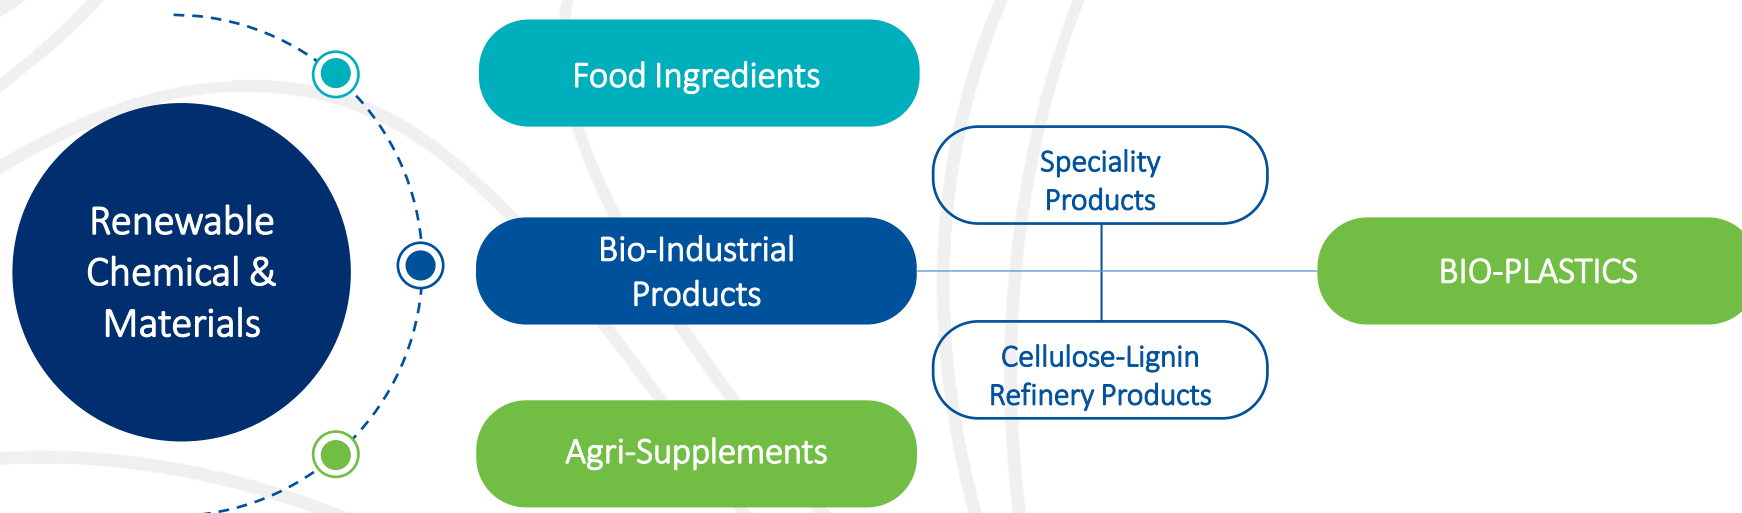 Renewable
Chemical &
Materials
Food Ingredients
Bio-Industrial
Products
Agri-Supplements
Speciality
Products
Cellulose-Lignin
Refinery Products
BIO-PLASTICS